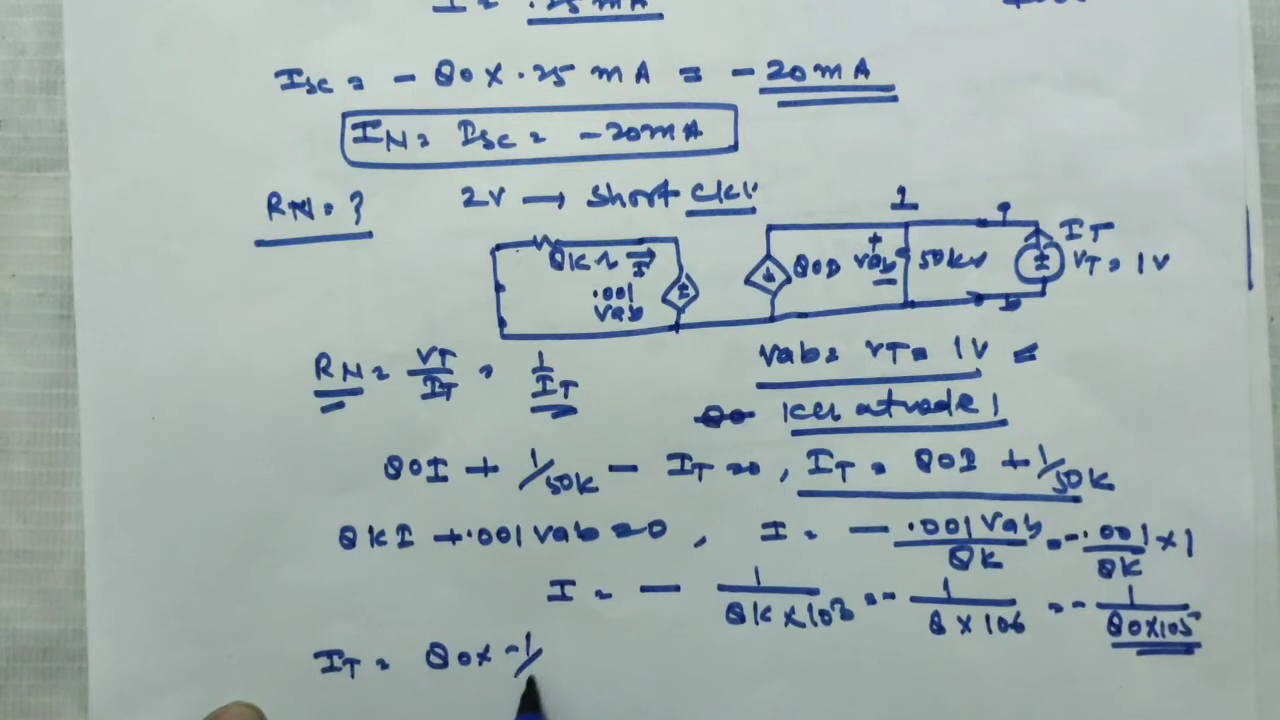 I = .25 mA
Isc = - 80 x .25 mA = - 20 mA
IN = Isc = - 20 mA
RN = ? 2V → short ckt.
1
a IT
8K I 80I + vab - 50K VT = 1V
.001 vab
b
RN = VT/IT = 1/IT vab = VT = 1V
KCL at node 1
80I + 1/50K - IT = 0, IT = 80I + 1/50K
8KI + .001 vab = 0, I = - .001 vab/8K = - .001/8K x 1
I = - 1/8K x 103 = - 1/8 x 106 = - 1/80 x 105
IT = 80 x -1/